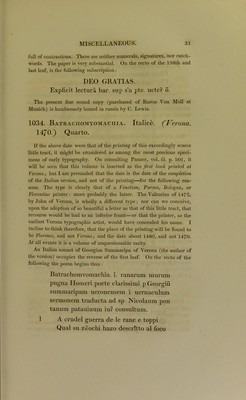 MISCELLANEOUS. 31
full of contractions. There are neither numerals, signatures, nor catch-
words. The paper is very substantial. On the recto of the 106th and
last leaf, is the following subscription:
DEO GRATIAS.
Explicit lecturā bar. sup s'a pte. uetꝰ ū.
The present fine sound copy (purchased of Baron Von Moll at
Munich) is handsomely bound in russia by C. Lewis.
1034. Batrachomyomachia. Italicè. (Verona.
1470.) Quarto.
If the above date were that of the printing of this exceedingly scarce
little tract, it might be considered as among the most precious speci-
mens of early typography. On consulting Panzer, vol. iii. p. 501, it
will be seen that this volume is inserted as the first book printed at
Verona; but I am persuaded that the date is the date of the completion
of the Italian version, and not of the printing—for the following rea-
sons. The type is clearly that of a Venetian, Parma, Bologna, or
Florentine printer: more probably the latter. The Valturius of 1472,
by John of Verona, is wholly a different type; nor can we conceive,
upon the adoption of so beautiful a letter as that of this little tract, that
recourse would be had to an inferior fount—or that the printer, as the
earliest Verona typographic artist, would have concealed his name. I
incline to think therefore, that the place of the printing will be found to
be Florence, and not Verona; and the date about 1480, and not 1470.
At all events it is a volume of unquestionable rarity.
An Italian sonnet of Georgius Summaripa of Verona (the author of
the version) occupies the reverse of the first leaf. On the recto of the
following the poem begins thus:
Batrachomyomachia. i. ranarum murum
pugna Homeri porte clarissimi p Georgiū
summaripam ueronensem i uernaculum
sermonem traducta ad sp Nicolaum pon
tanum patauinum iuĩ consultum.
1 A crudel guerra de le rane e toppi
Qual su zilochi hazo descritto al foco